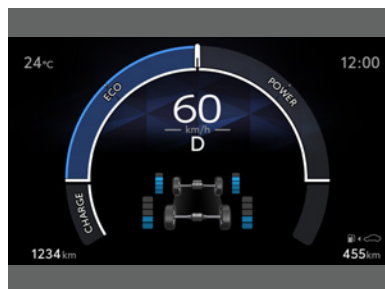 24°C
12:00
ECO
POWER
60
km/h
D
CHARGE
1234 km
455 km